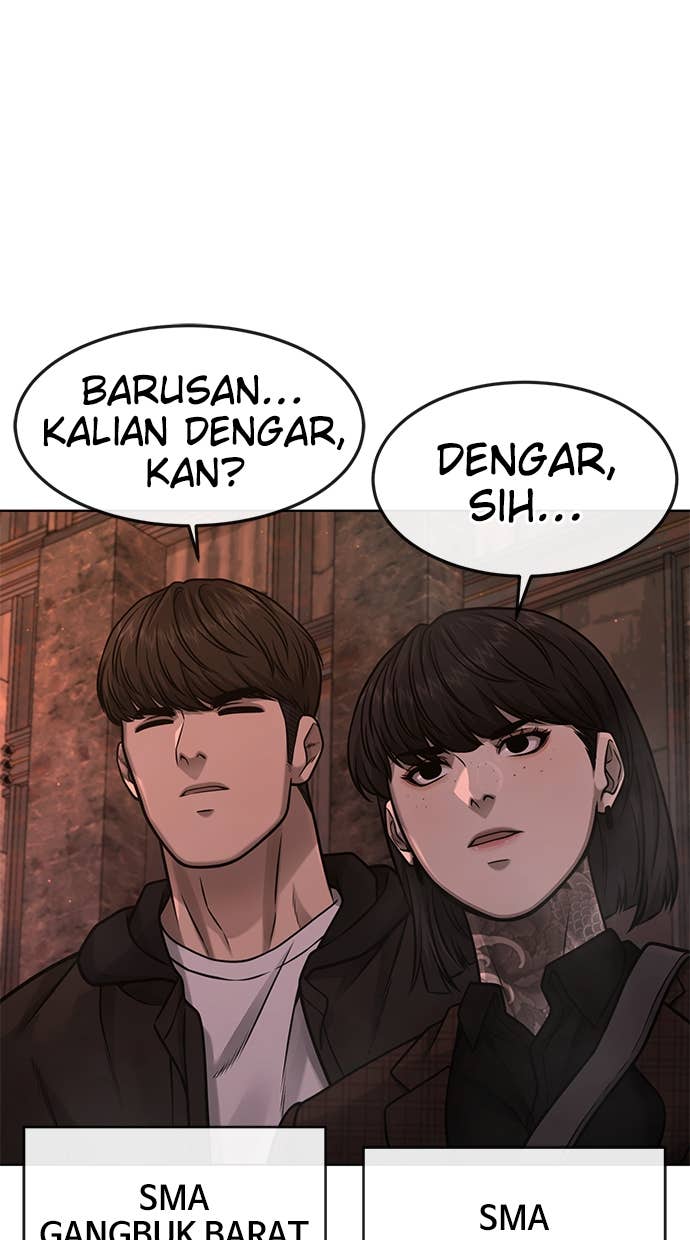 BARUSAN...
KALIAN DENGAR,
KAN?
DENGAR,
SIH...
SMA
GANGBUK BARAT
SMA